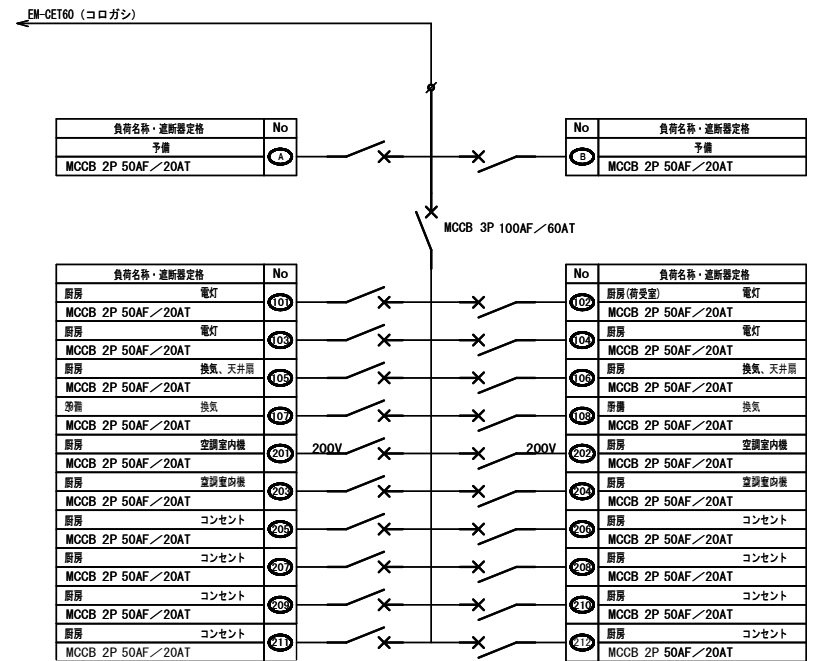 EM-CET60（コロガシ）
負荷名称・遮断器定格 No
予備
MCCB 2P 50AF／20AT
A
No 負荷名称・遮断器定格
予備
B
MCCB 2P 50AF／20AT
MCCB 3P 100AF／60AT
負荷名称・遮断器定格 No
厨房 電灯
101
MCCB 2P 50AF／20AT
厨房 電灯
103
MCCB 2P 50AF／20AT
厨房 換気、天井扇
105
MCCB 2P 50AF／20AT
換気
107
MCCB 2P 50AF／20AT
厨房 空調室内機
201 200V
MCCB 2P 50AF／20AT
厨房 空調室内機
203
MCCB 2P 50AF／20AT
厨房 コンセント
205
MCCB 2P 50AF／20AT
厨房 コンセント
207
MCCB 2P 50AF／20AT
厨房 コンセント
209
MCCB 2P 50AF／20AT
厨房 コンセント
211
MCCB 2P 50AF／20AT
No 負荷名称・遮断器定格
厨房(荷受室) 電灯
102
MCCB 2P 50AF／20AT
厨房 電灯
104
MCCB 2P 50AF／20AT
厨房 換気、天井扇
106
MCCB 2P 50AF／20AT
換気
108
MCCB 2P 50AF／20AT
厨房 空調室内機
200V 202
MCCB 2P 50AF／20AT
厨房 空調室内機
204
MCCB 2P 50AF／20AT
厨房 コンセント
206
MCCB 2P 50AF／20AT
厨房 コンセント
208
MCCB 2P 50AF／20AT
厨房 コンセント
210
MCCB 2P 50AF／20AT
厨房 コンセント
212
MCCB 2P 50AF／20AT